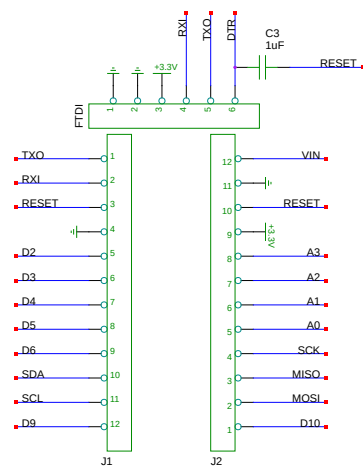 RXI
TXO
DTR
C3
1uF
RESET
+3.3V
FTDI
1 2 3 4 5 6
TXO 1 12 VIN
RXI 2 11
RESET 3 10 RESET
4 9 +3.3V
D2 5 8 A3
D3 6 7 A2
D4 7 6 A1
D5 8 5 A0
D6 9 4 SCK
SDA 10 3 MISO
SCL 11 2 MOSI
D9 12 1 D10
J1 J2